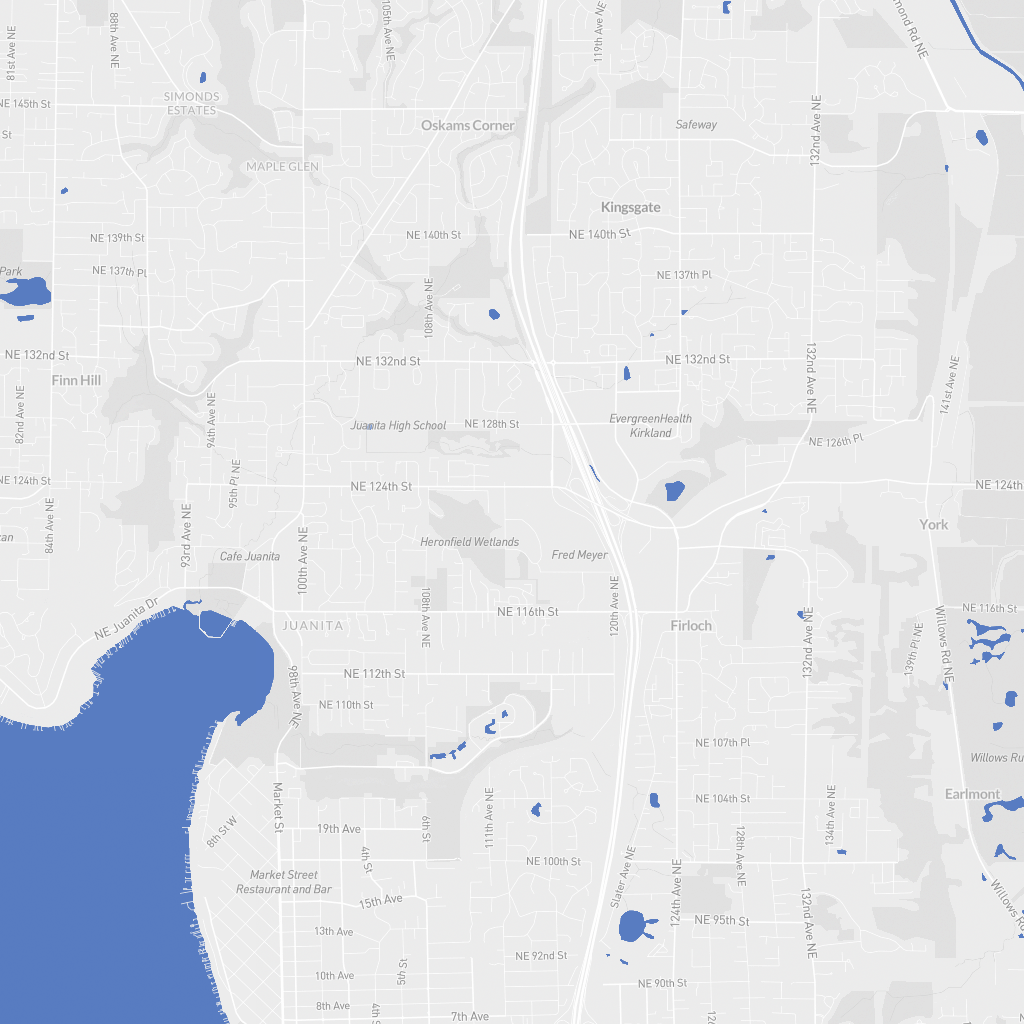 81st Ave NE
88th Ave NE
105th Ave NE
119th Ave NE
SIMONDS
ESTATES
NE 145th St
St
Oskams Corner
Safeway
132nd Ave NE
MAPLE GLEN
Kingsgate
NE 139th St
NE 140th St
NE 140th St
Park
NE 137th Pl
NE 137th Pl
108th Ave NE
NE 132nd St
NE 132nd St
NE 132nd St
132nd Ave NE
141st Ave NE
Finn Hill
82nd Ave NE
94th Ave NE
Juanita High School
NE 128th St
EvergreenHealth
Kirkland
NE 126th Pl
NE 124th St
95th Pl NE
NE 124th St
NE 124th
84th Ave NE
93rd Ave NE
York
Heronfield Wetlands
Cafe Juanita
100th Ave NE
Fred Meyer
108th Ave NE
120th Ave NE
NE Juanita Dr
NE 116th St
NE 116th St
JUANITA
Firloch
132nd Ave NE
139th Pl NE
Willows Rd NE
NE 112th St
98th Ave NE
NE 110th St
NE 107th Pl
Earlmont
Market St
111th Ave NE
NE 104th St
134th Ave NE
8th St W
19th Ave
6th St
4th St
128th Ave NE
NE 100th St
Market Street
Restaurant and Bar
Slater Ave NE
124th Ave NE
15th Ave
132nd Ave NE
NE 95th St
13th Ave
NE 92nd St
10th Ave
5th St
NE 90th St
8th Ave
4th St
7th Ave